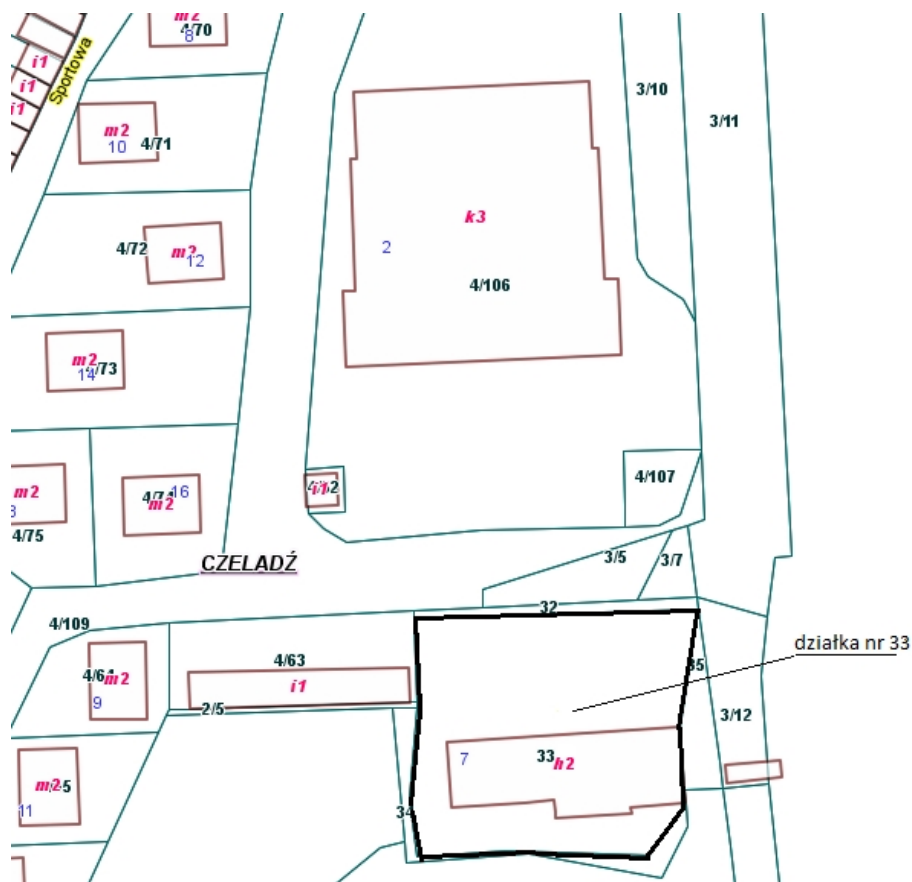 m2
4/70
8
i1
i1
i1
Sportowa
3/10
3/11
m2
10
4/71
k3
2
4/72
m2
12
4/106
m2
14
4/73
m2
4/75
16
m2
i1
4/107
CZELADŹ
3/5
3/7
32
4/109
działka nr 33
4/63
i1
m2
9
2/5
35
3/12
7
33
h2
m2
11
34